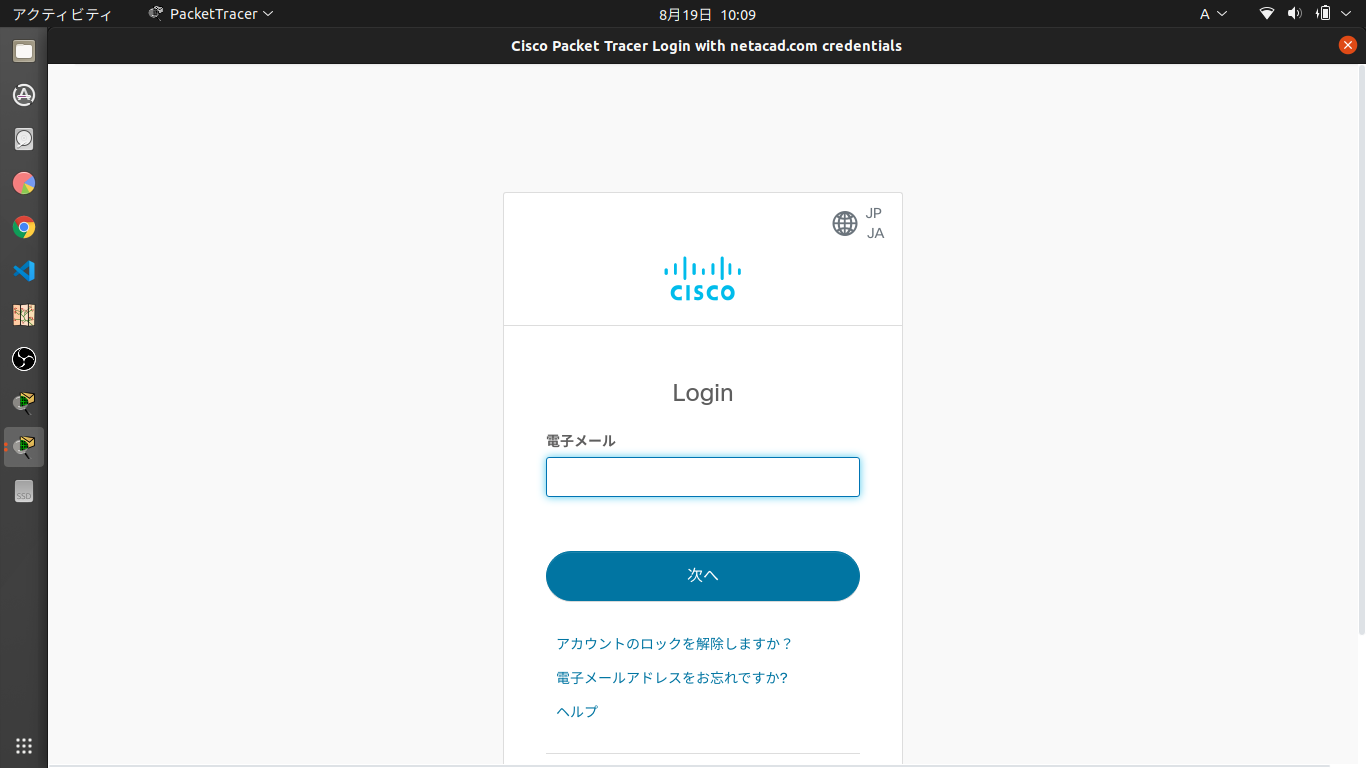 アクティビティ PacketTracer 8月19日 10:09 A
Cisco Packet Tracer Login with netacad.com credentials
JP
JA
CISCO
Login
電子メール
次へ
アカウントのロックを解除しますか？
電子メールアドレスをお忘れですか?
ヘルプ
SSD